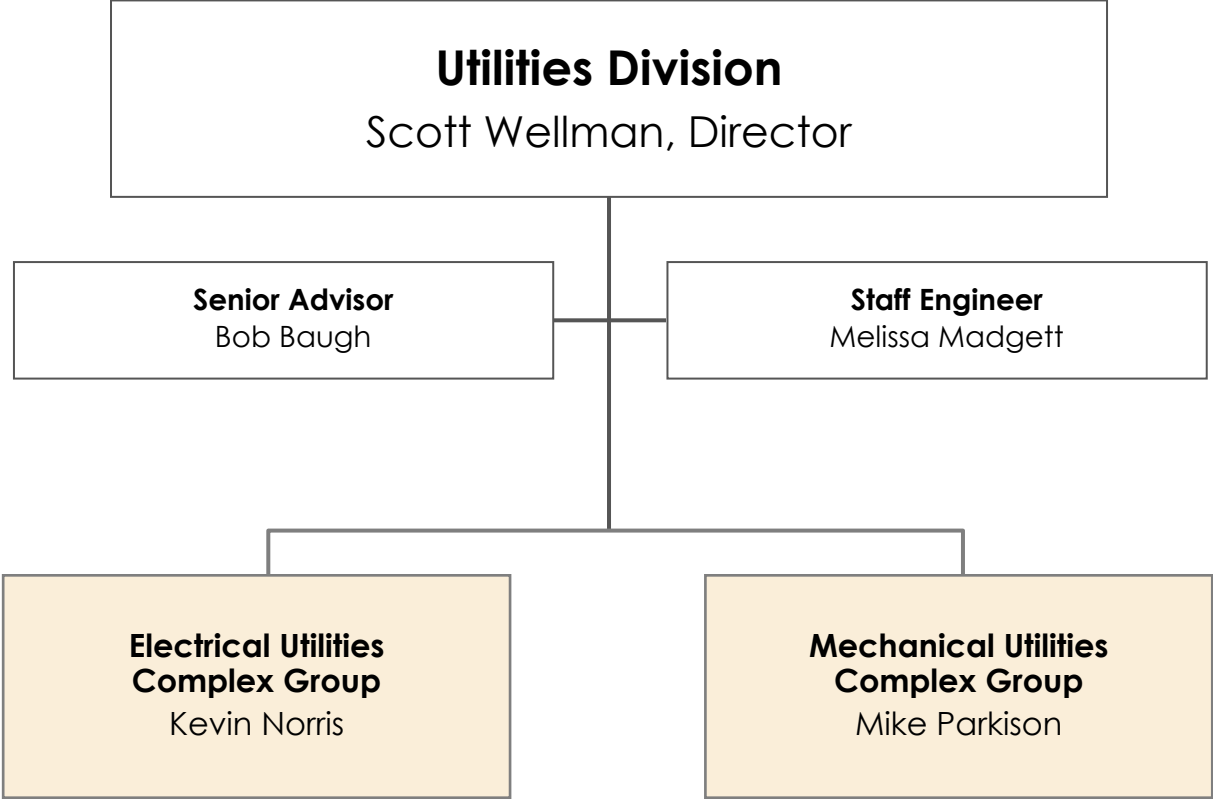 Utilities Division
Scott Wellman, Director
Senior Advisor
Bob Baugh
Staff Engineer
Melissa Madgett
Electrical Utilities
Complex Group
Kevin Norris
Mechanical Utilities
Complex Group
Mike Parkison